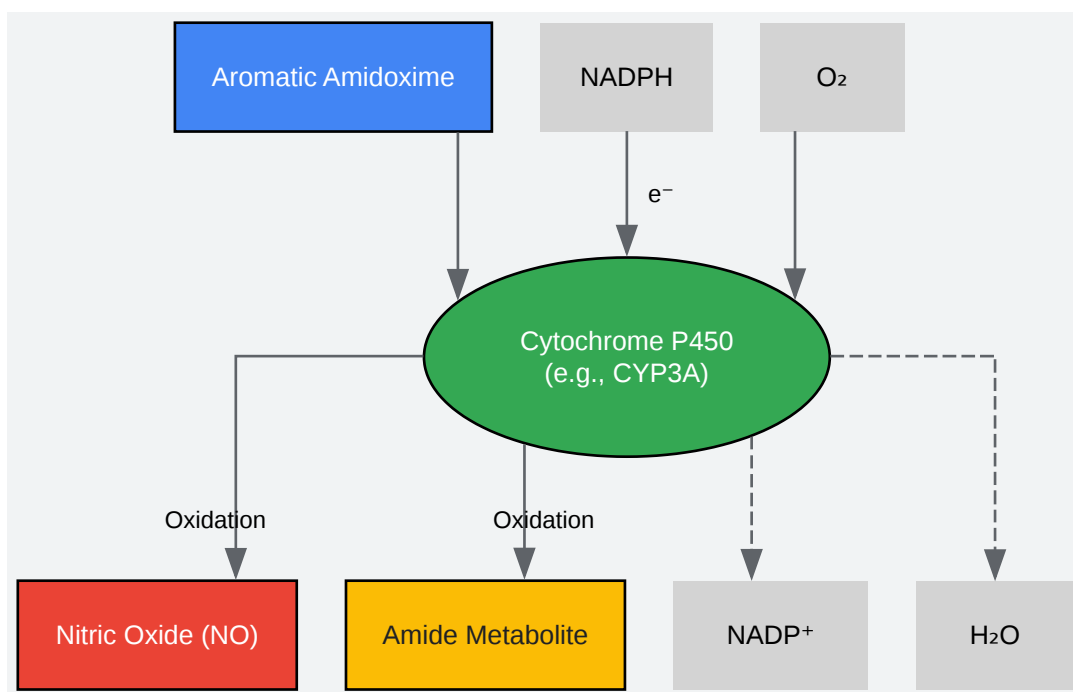 Aromatic Amidoxime
NADPH
O₂
e⁻
Cytochrome P450
(e.g., CYP3A)
Oxidation
Oxidation
Nitric Oxide (NO)
Amide Metabolite
NADP⁺
H₂O